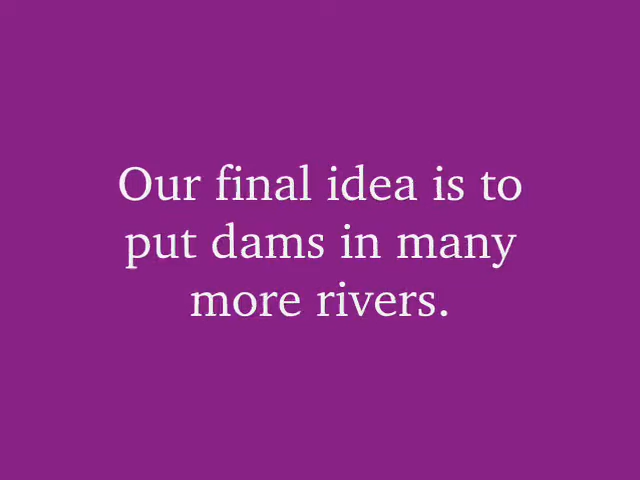 Our final idea is to
put dams in many
more rivers.